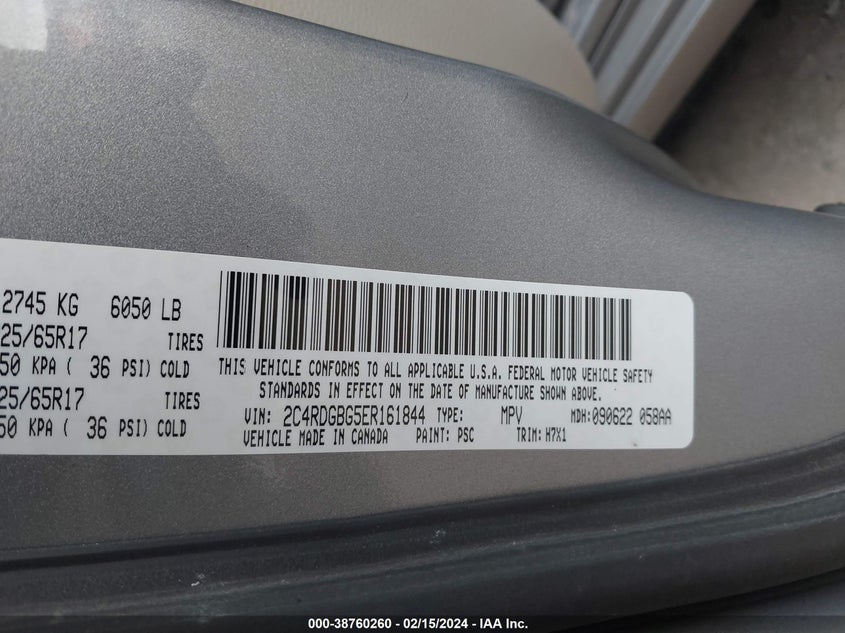 2745 KG 6050 LB
25/65R17 TIRES
50 KPA ( 36 PSI) COLD
25/65R17 TIRES
50 KPA ( 36 PSI) COLD
THIS VEHICLE CONFORMS TO ALL APPLICABLE U.S.A. FEDERAL MOTOR VEHICLE SAFETY
STANDARDS IN EFFECT ON THE DATE OF MANUFACTURE SHOWN ABOVE.
VIN: 2C4RDGBG5ER161844 TYPE: MPV MDH:090622 058AA
VEHICLE MADE IN CANADA PAINT: PSC TRIM: H7X1
000-38760260 - 02/15/2024 - IAA Inc.